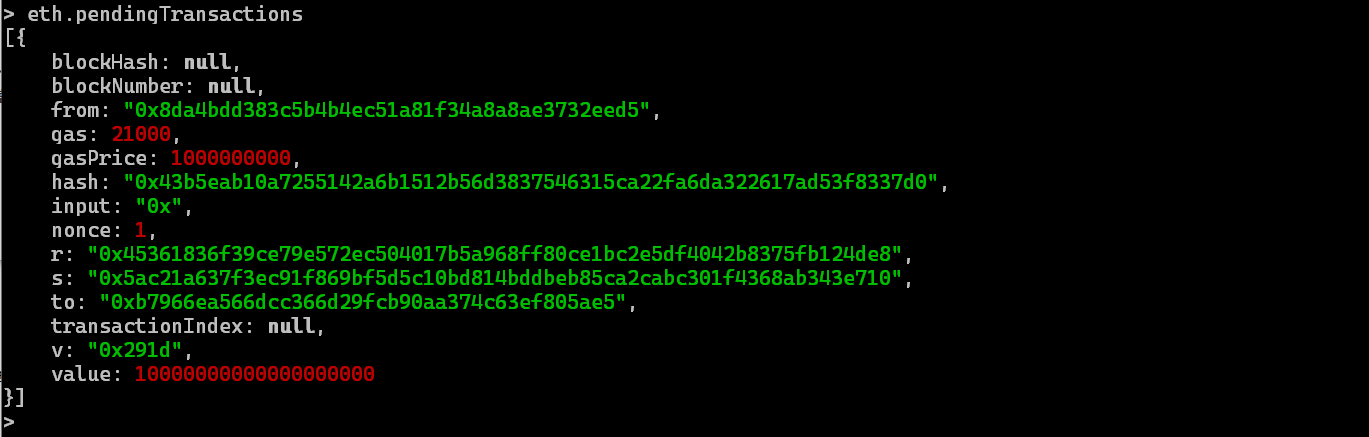 > eth.pendingTransactions
[{
    blockHash: null,
    blockNumber: null,
    from: "0x8da4bdd383c5b4b4ec51a81f34a8a8ae3732eed5",
    gas: 21000,
    gasPrice: 1000000000,
    hash: "0x43b5eab10a7255142a6b1512b56d3837546315ca22fa6da322617ad53f8337d0",
    input: "0x",
    nonce: 1,
    r: "0x45361836f39ce79e572ec504017b5a968ff80ce1bc2e5df4042b8375fb124de8",
    s: "0x5ac21a637f3ec91f869bf5d5c10bd814bddbeb85ca2cabc301f4368ab343e710",
    to: "0xb7966ea566dcc366d29fcb90aa374c63ef805ae5",
    transactionIndex: null,
    v: "0x291d",
    value: 10000000000000000000
}]
>